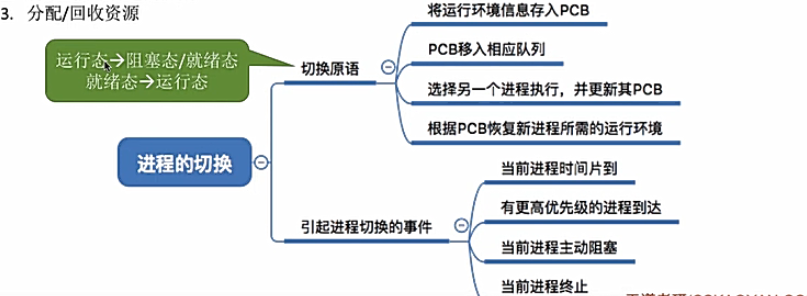 3. 分配/回收资源
运行态→阻塞态/就绪态
就绪态→运行态
进程的切换
切换原语
将运行环境信息存入PCB
PCB移入相应队列
选择另一个进程执行，并更新其PCB
根据PCB恢复新进程所需的运行环境
引起进程切换的事件
当前进程时间片到
有更高优先级的进程到达
当前进程主动阻塞
当前进程终止